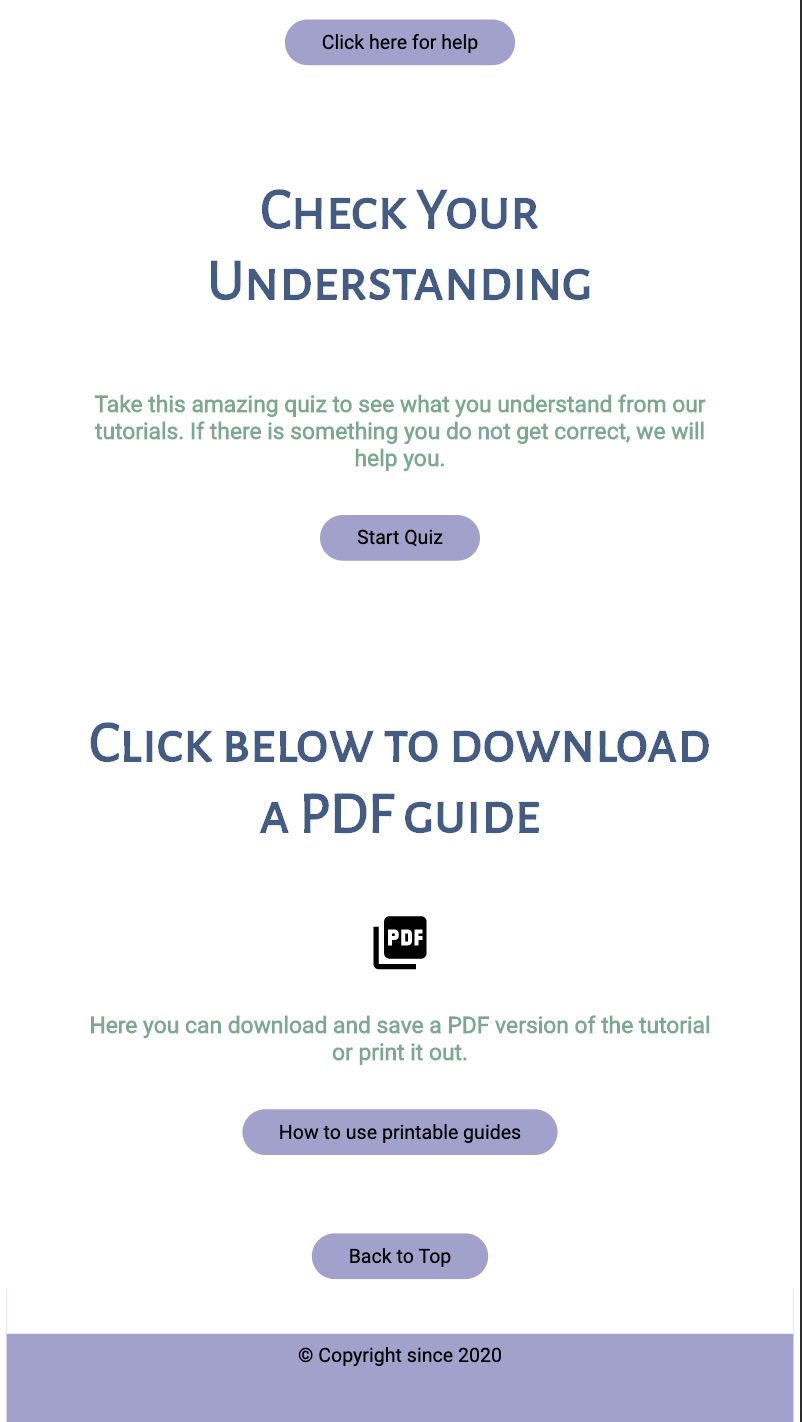 Click here for help
Check Your
Understanding
Take this amazing quiz to see what you understand from our
tutorials. If there is something you do not get correct, we will
help you.
Start Quiz
Click below to download
a PDF guide
PDF
Here you can download and save a PDF version of the tutorial
or print it out.
How to use printable guides
Back to Top
© Copyright since 2020